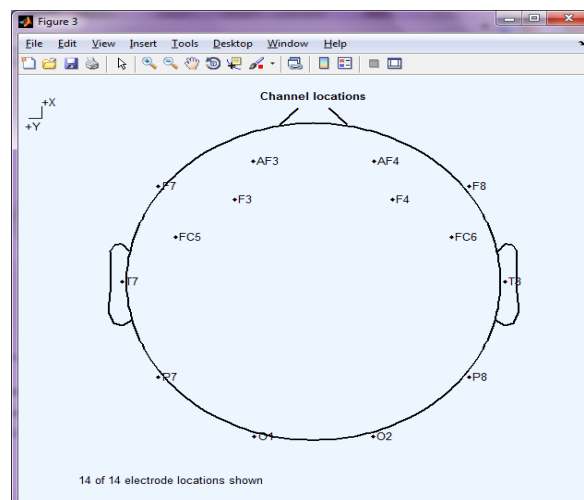 Figure 3
File Edit View Insert Tools Desktop Window Help
Channel locations
+X
+Y
AF3 AF4
F7 F8
F3 F4
FC5 FC6
T7 T8
P7 P8
O1 O2
14 of 14 electrode locations shown